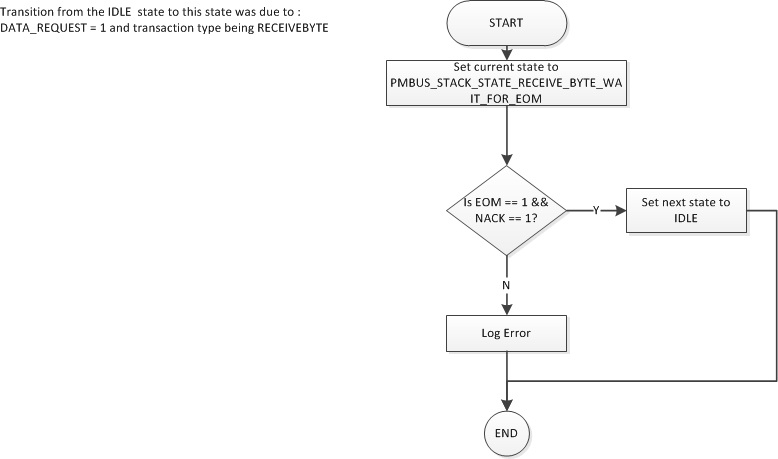 Transition from the IDLE  state to this state was due to :
DATA_REQUEST = 1 and transaction type being RECEIVEBYTE
START
Set current state to
PMBUS_STACK_STATE_RECEIVE_BYTE_WA
IT_FOR_EOM
Is EOM == 1 &&
NACK == 1?
Y
Set next state to
IDLE
N
Log Error
END